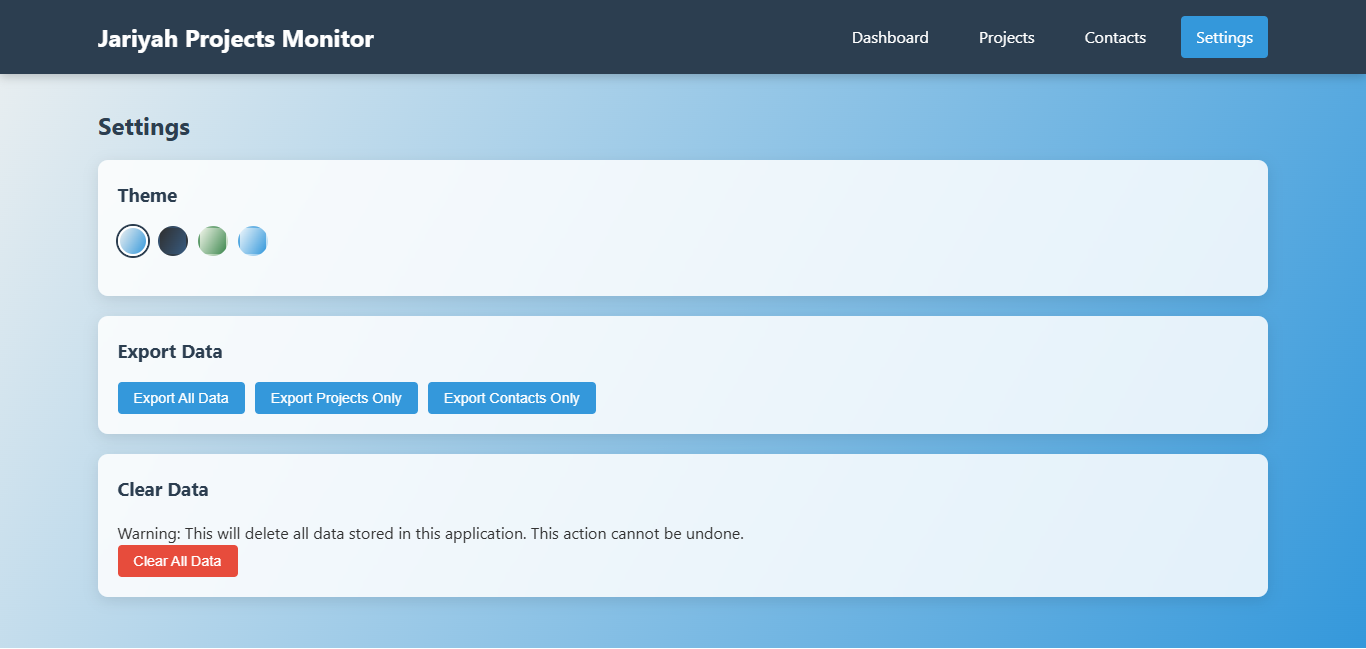 Jariyah Projects Monitor
Dashboard Projects Contacts Settings
Settings
Theme
Export Data
Export All Data Export Projects Only Export Contacts Only
Clear Data
Warning: This will delete all data stored in this application. This action cannot be undone.
Clear All Data